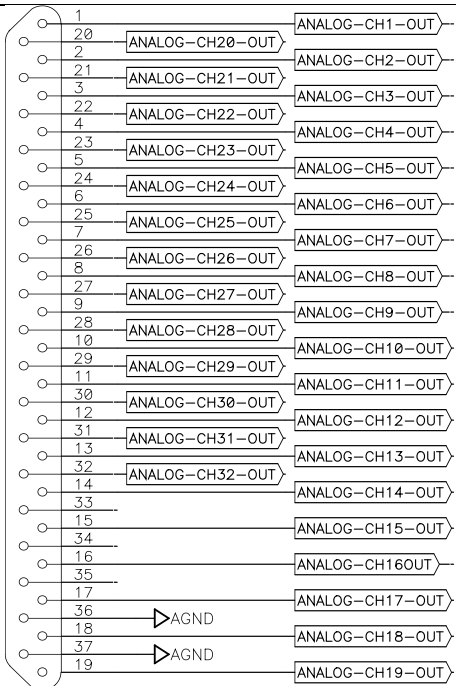 1 ANALOG-CH1-OUT
20 ANALOG-CH20-OUT
2 ANALOG-CH2-OUT
21 ANALOG-CH21-OUT
3 ANALOG-CH3-OUT
22 ANALOG-CH22-OUT
4 ANALOG-CH4-OUT
23 ANALOG-CH23-OUT
5 ANALOG-CH5-OUT
24 ANALOG-CH24-OUT
6 ANALOG-CH6-OUT
25 ANALOG-CH25-OUT
7 ANALOG-CH7-OUT
26 ANALOG-CH26-OUT
8 ANALOG-CH8-OUT
27 ANALOG-CH27-OUT
9 ANALOG-CH9-OUT
28 ANALOG-CH28-OUT
10 ANALOG-CH10-OUT
29 ANALOG-CH29-OUT
11 ANALOG-CH11-OUT
30 ANALOG-CH30-OUT
12 ANALOG-CH12-OUT
31 ANALOG-CH31-OUT
13 ANALOG-CH13-OUT
32 ANALOG-CH32-OUT
14 ANALOG-CH14-OUT
33
15 ANALOG-CH15-OUT
34
16 ANALOG-CH16OUT
35
17 ANALOG-CH17-OUT
36 AGND
18 ANALOG-CH18-OUT
37 AGND
19 ANALOG-CH19-OUT